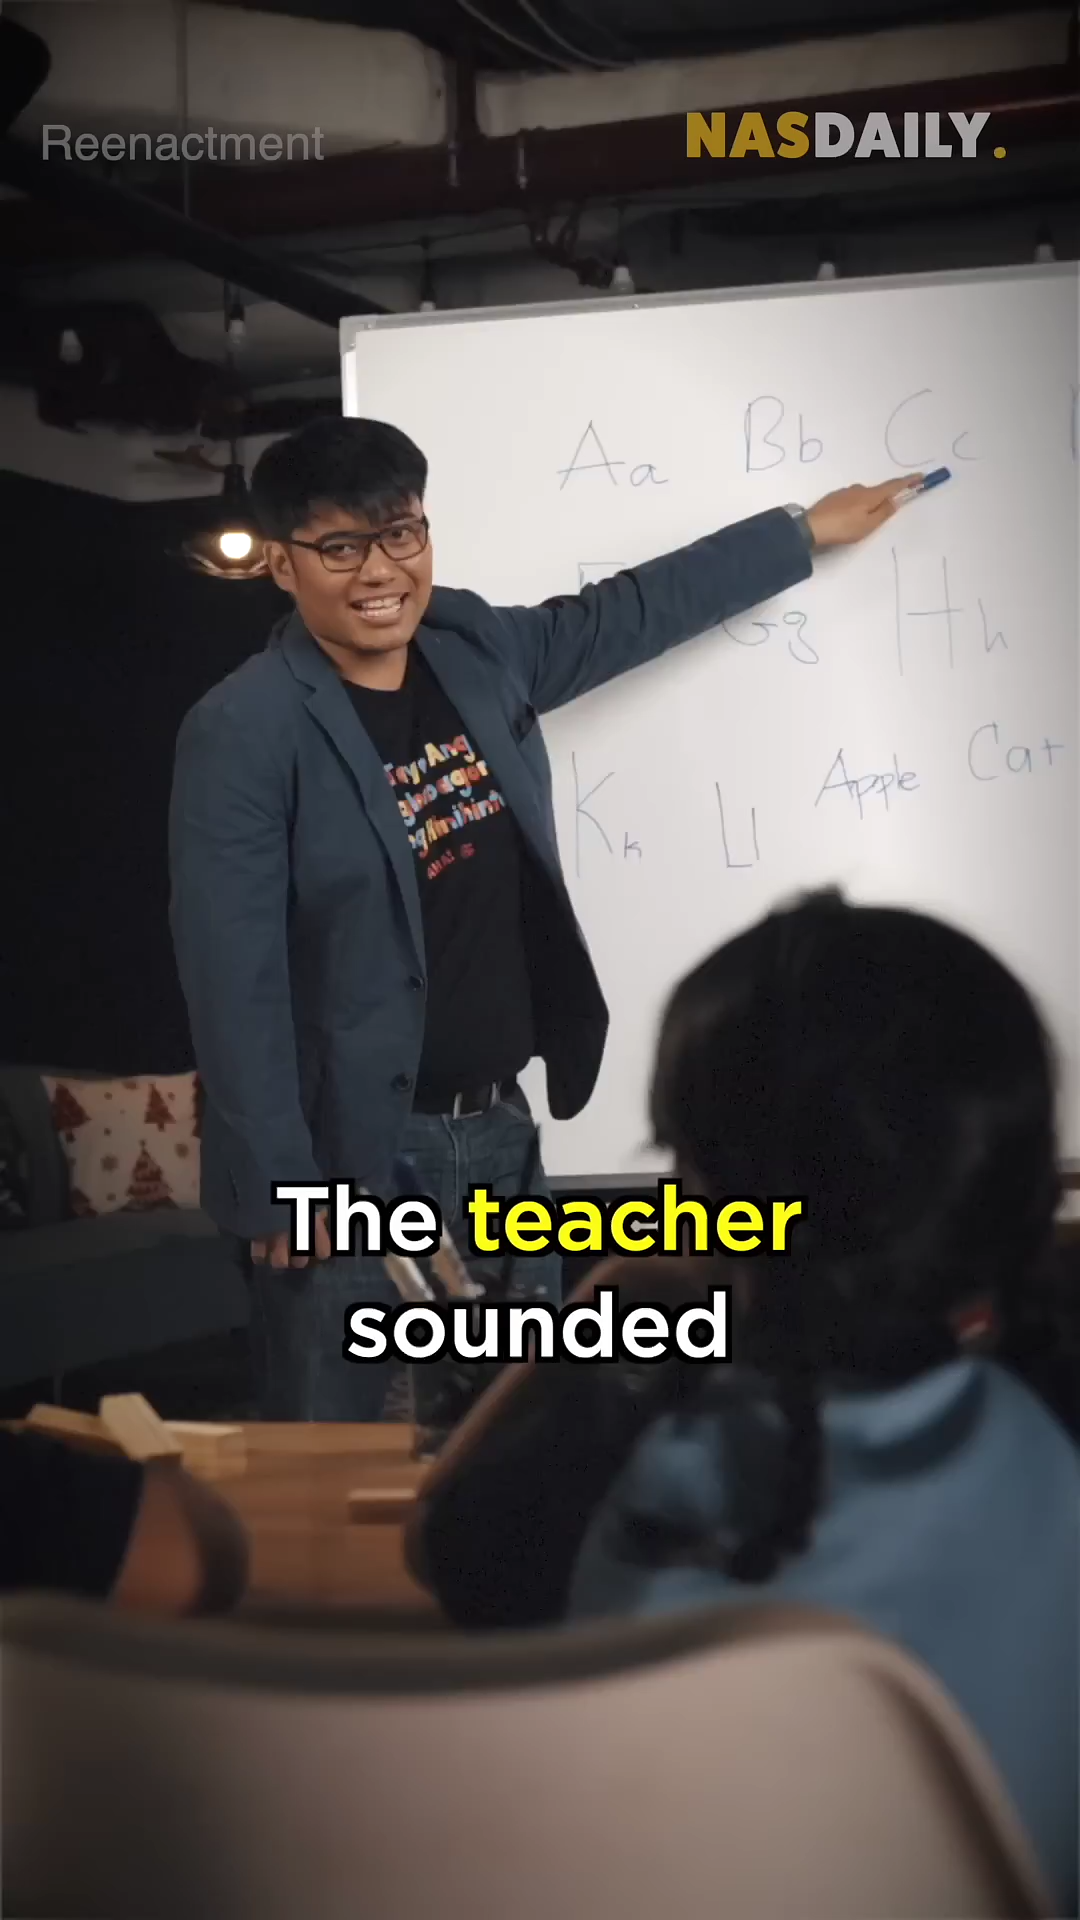 Reenactment
NASDAILY.
Aa Bb Cc
Gg Hh
Kk Ll Apple Cat
The teacher
sounded